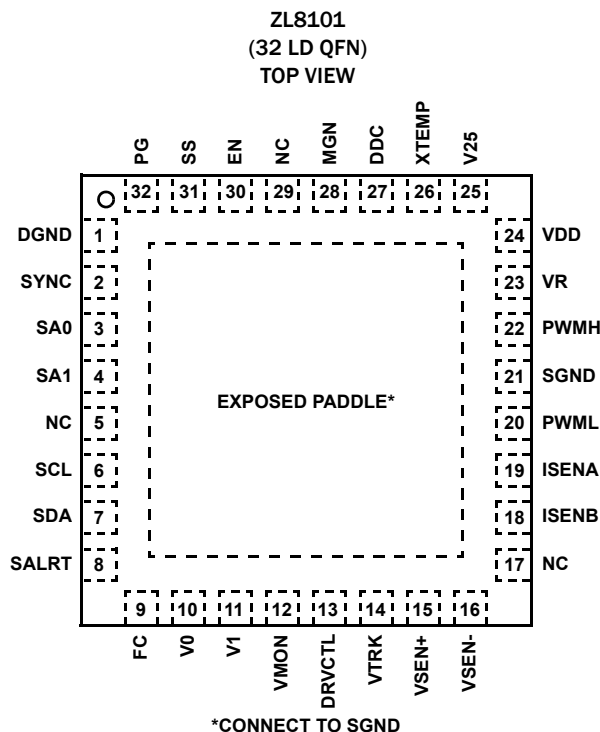 ZL8101
(32 LD QFN)
TOP VIEW
PG SS EN NC MGN DDC XTEMP V25
32 31 30 29 28 27 26 25
DGND 1 24 VDD
SYNC 2 23 VR
SA0 3 22 PWMH
SA1 4 21 SGND
EXPOSED PADDLE*
NC 5 20 PWML
SCL 6 19 ISENA
SDA 7 18 ISENB
SALRT 8 17 NC
9 10 11 12 13 14 15 16
FC V0 V1 VMON DRVCTL VTRK VSEN+ VSEN-
*CONNECT TO SGND